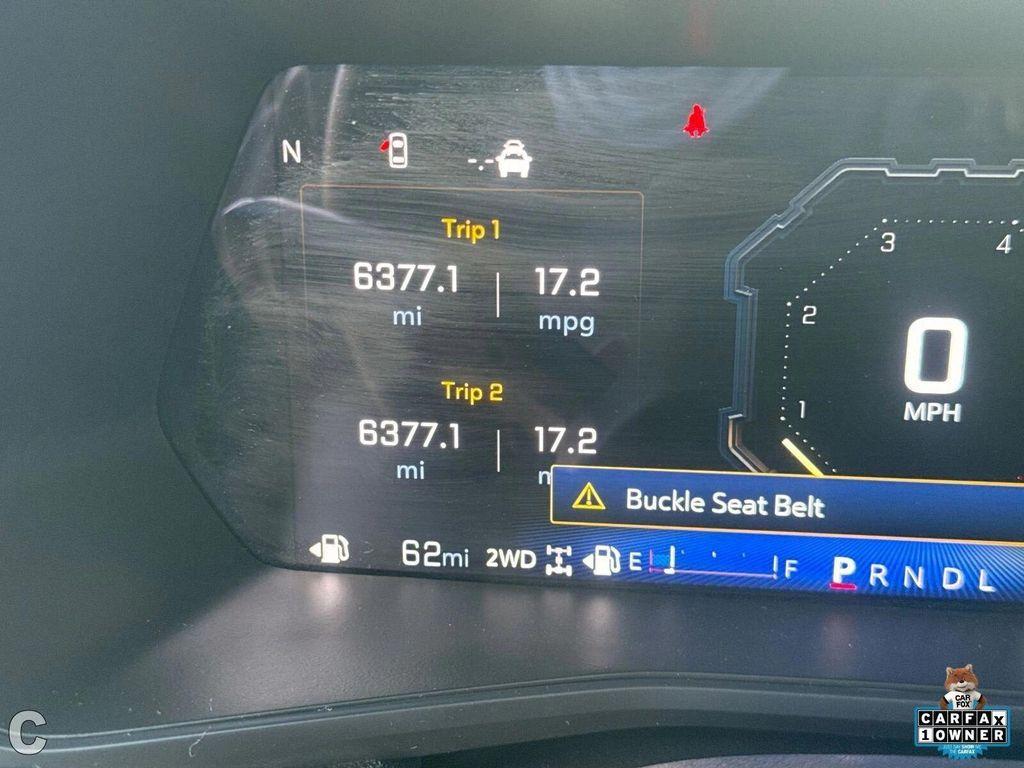 N
Trip 1
6377.1 17.2
mi mpg
Trip 2
6377.1 17.2
mi
3 4
2
1
0
MPH
Buckle Seat Belt
62mi 2WD E F P R N D L
C
CAR
FOX
CARFAX
1 OWNER